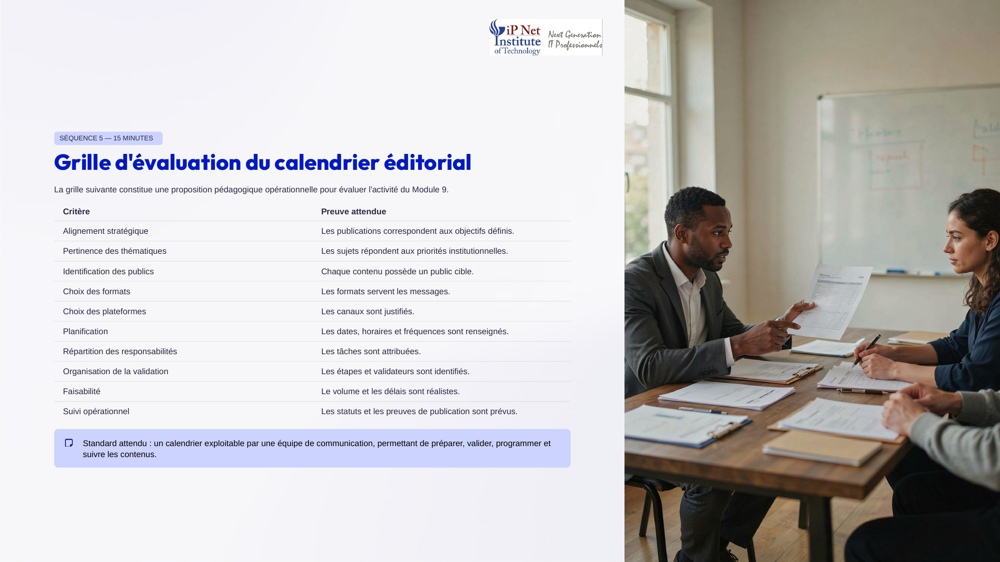 iP Net
Institute
of Technology
Next Generation
IT Professionnels
SÉQUENCE 5 — 15 MINUTES
Grille d'évaluation du calendrier éditorial
La grille suivante constitue une proposition pédagogique opérationnelle pour évaluer l'activité du Module 9.
Critère Preuve attendue
Alignement stratégique Les publications correspondent aux objectifs définis.
Pertinence des thématiques Les sujets répondent aux priorités institutionnelles.
Identification des publics Chaque contenu possède un public cible.
Choix des formats Les formats servent les messages.
Choix des plateformes Les canaux sont justifiés.
Planification Les dates, horaires et fréquences sont renseignés.
Répartition des responsabilités Les tâches sont attribuées.
Organisation de la validation Les étapes et validateurs sont identifiés.
Faisabilité Le volume et les délais sont réalistes.
Suivi opérationnel Les statuts et les preuves de publication sont prévus.
Standard attendu : un calendrier exploitable par une équipe de communication, permettant de préparer, valider, programmer et
suivre les contenus.